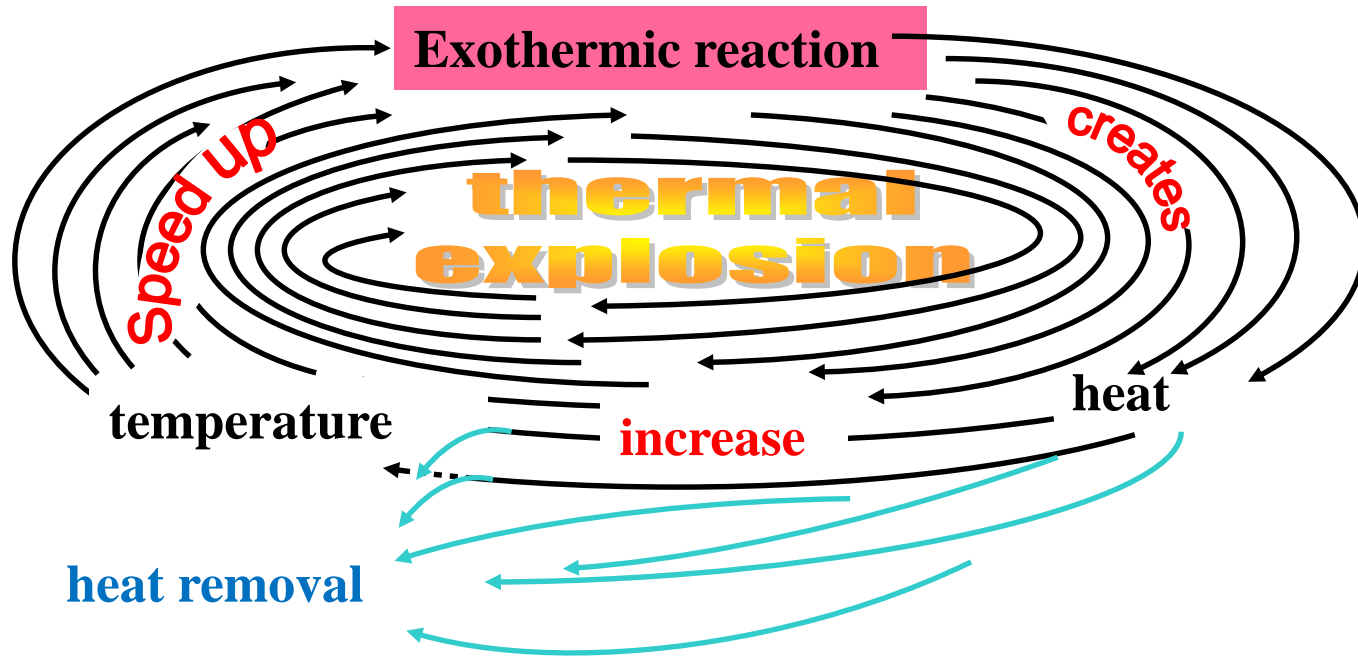 Exothermic reaction
creates
Speed up
thermal
explosion
heat
temperature
increase
heat removal